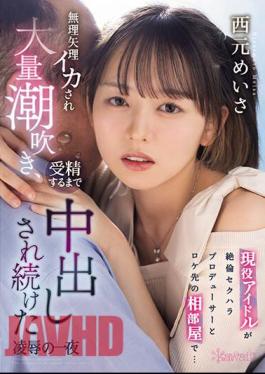 西元めいさ
無理矢理イカされ
大量潮吹き、
受精するまで
中出し
され続けた
凌辱の一夜
現役アイドルが
絶倫セクハラ
プロデューサーと
ロケ先の相部屋で…
kawaii*
HD